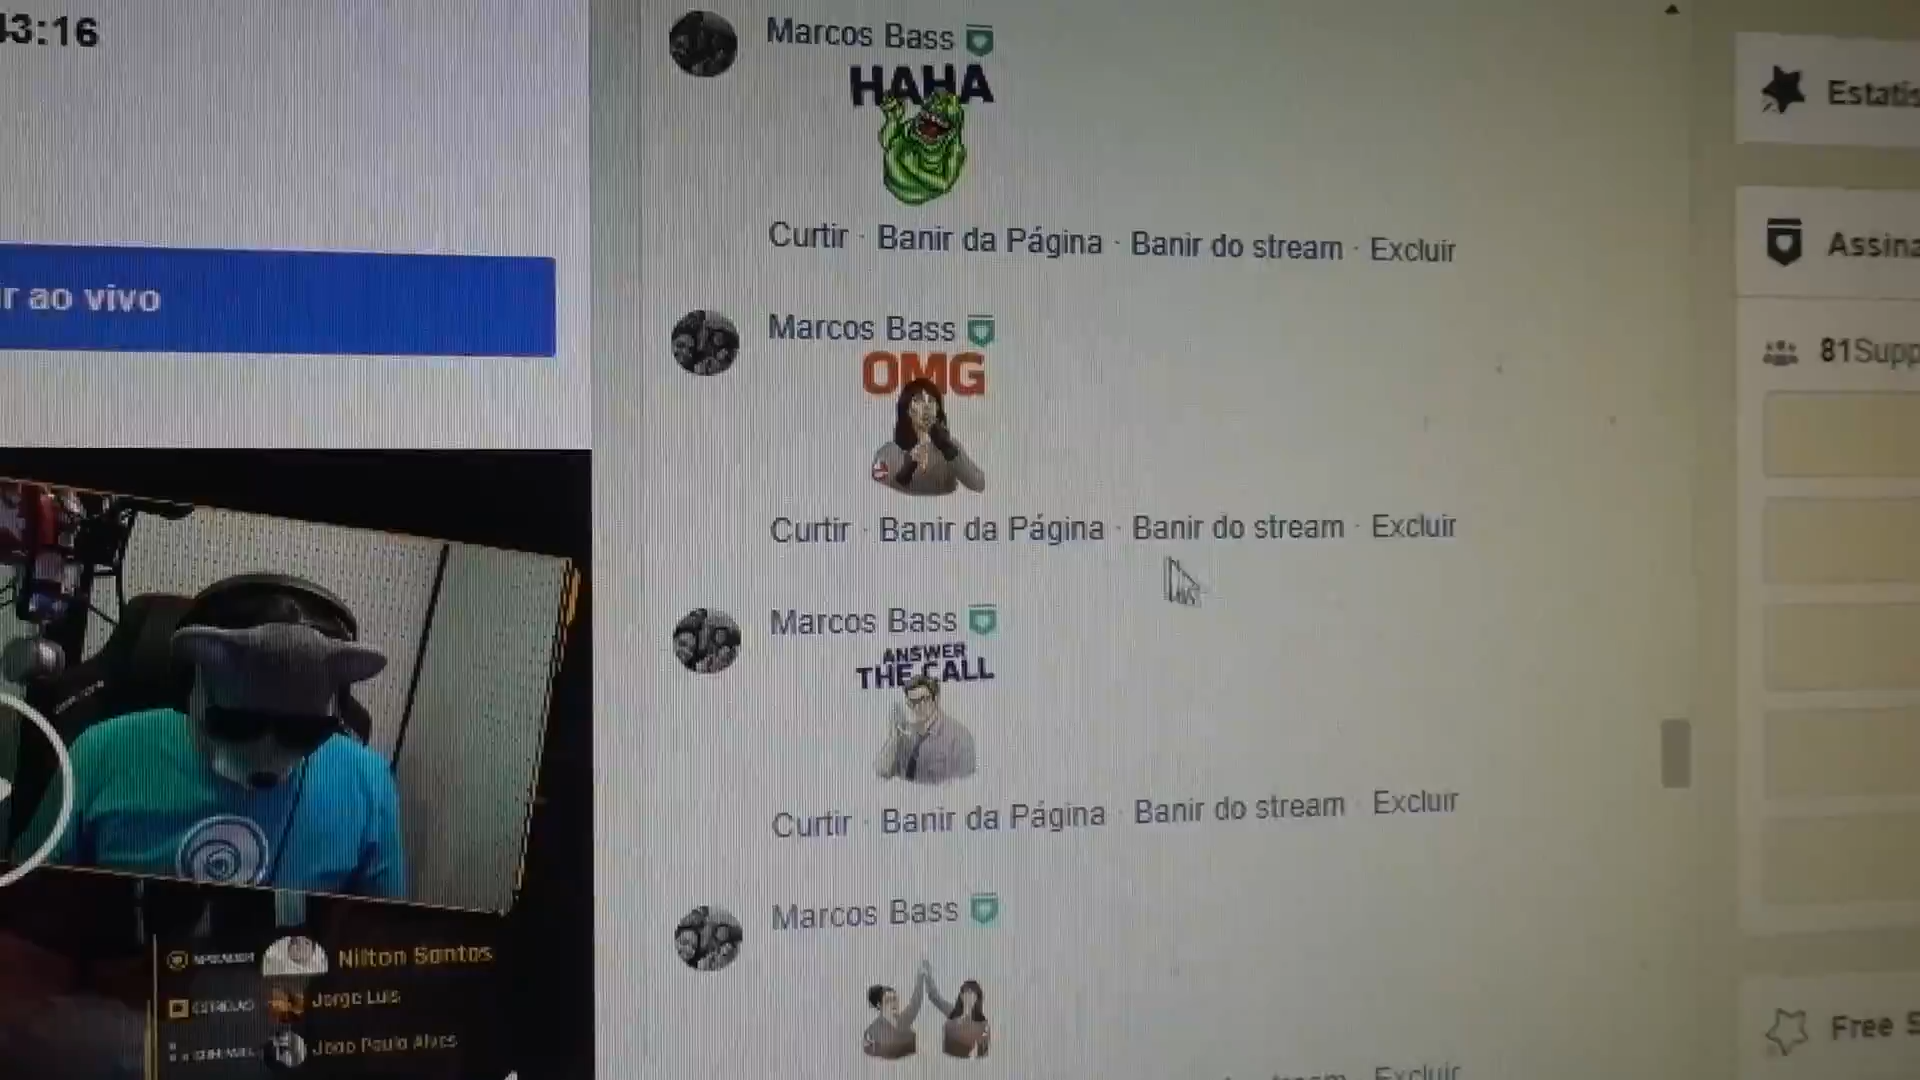 43:16
r ao vivo
Marcos Bass
HAHA
Curtir · Banir da Página · Banir do stream · Excluir
Marcos Bass
OMG
Curtir · Banir da Página · Banir do stream · Excluir
Marcos Bass
ANSWER
THE CALL
Curtir · Banir da Página · Banir do stream · Excluir
Marcos Bass
Excluir
Estatis
Assina
81Supp
Free S
Nilton Santos
Jorge Luis
Joao Paulo Alves